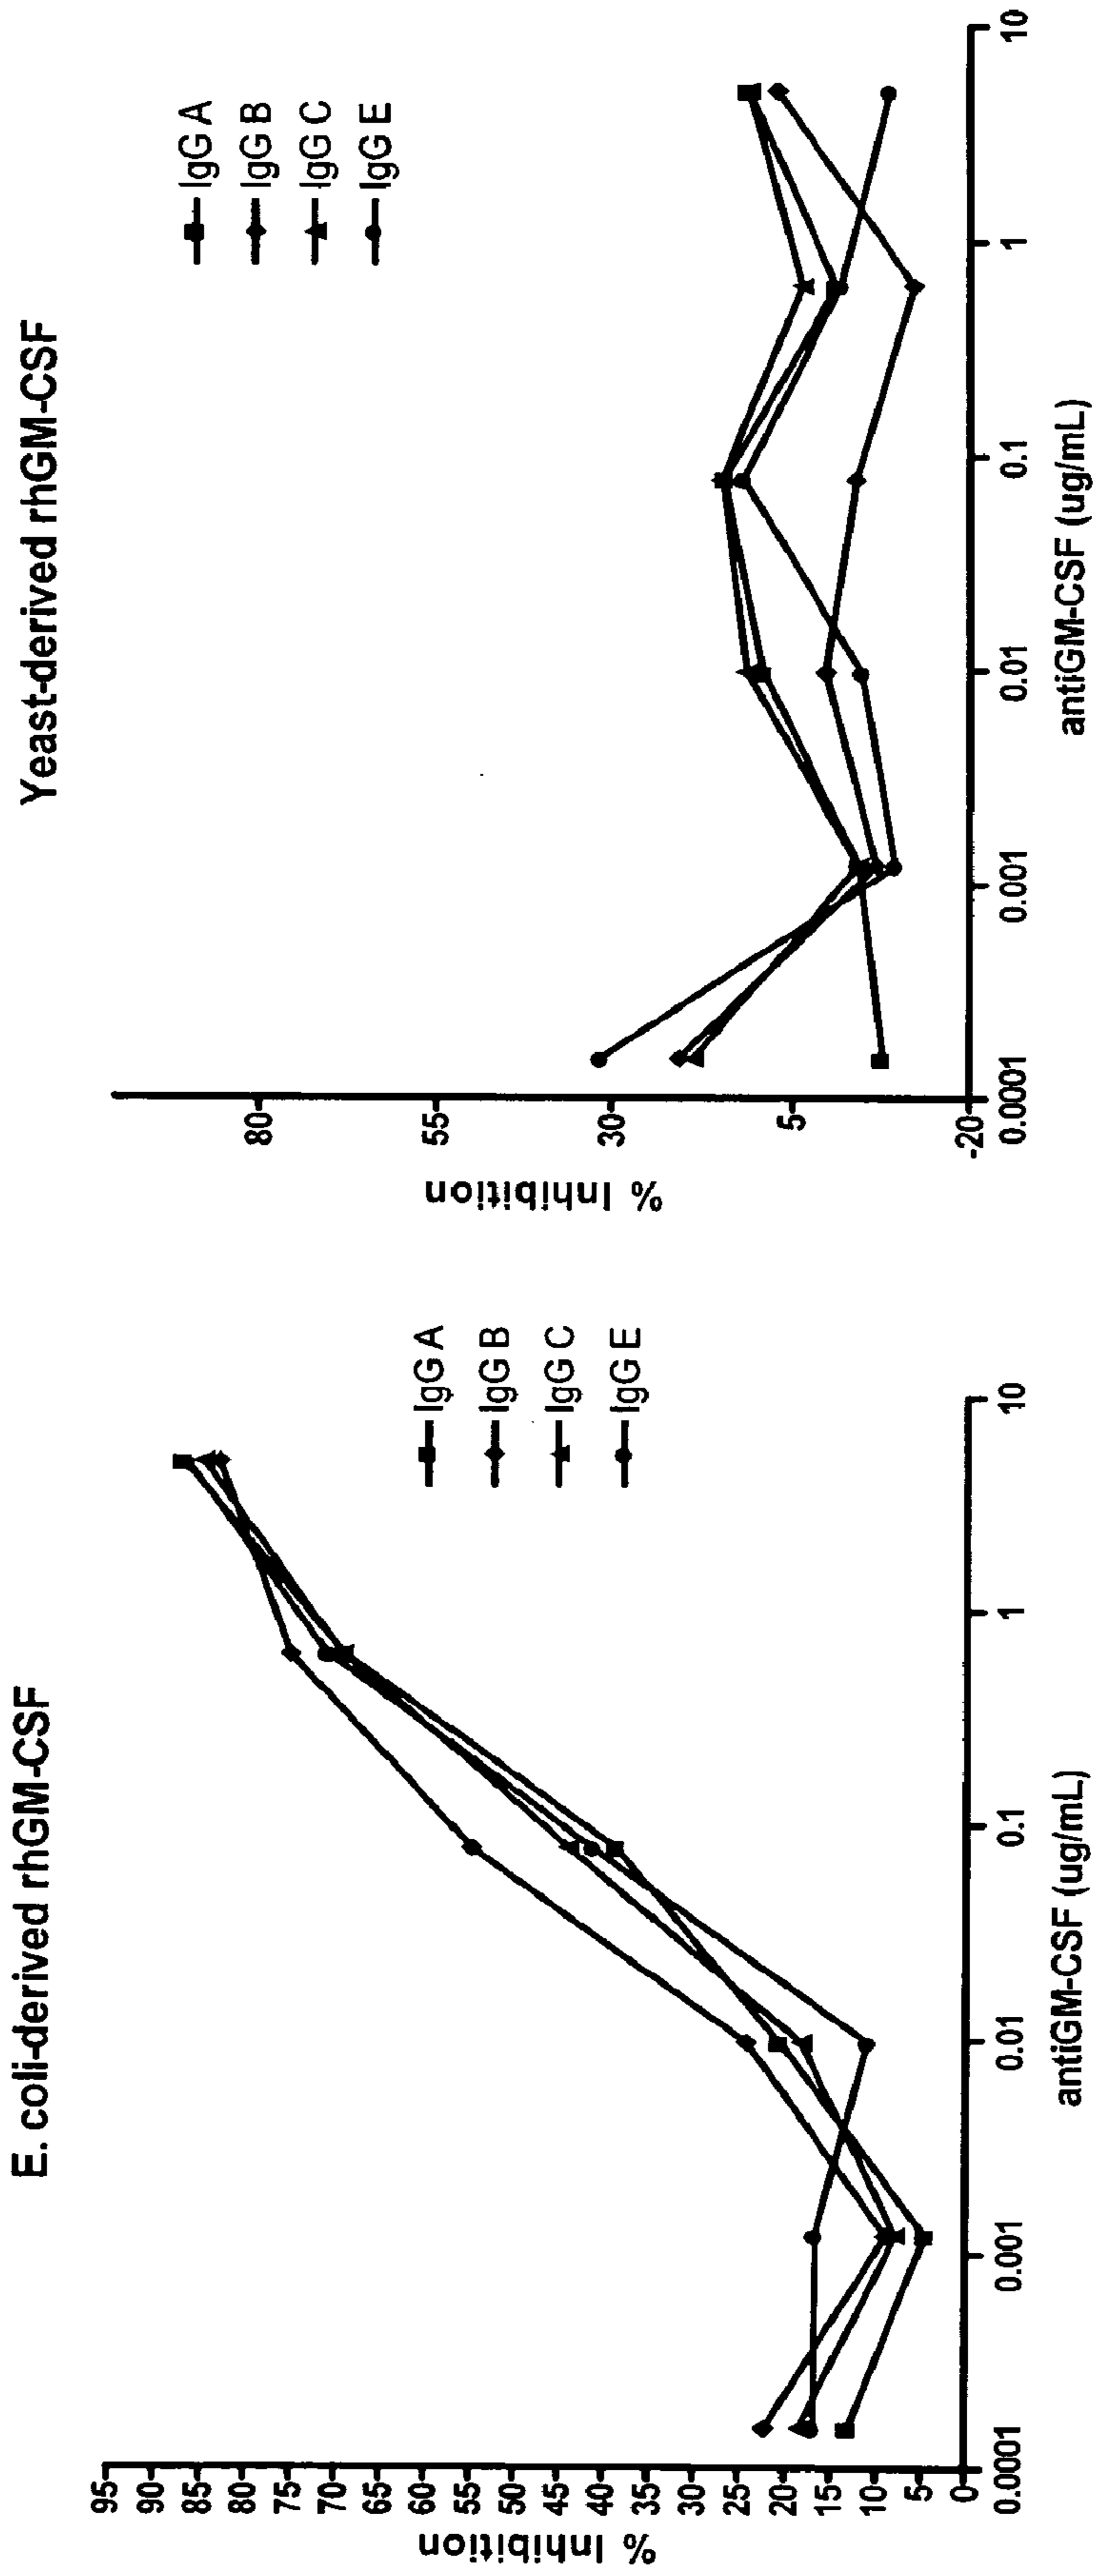 E. coli-derived rhGM-CSF
% Inhibition
95
90
85
80
75
70
65
60
55
50
45
40
35
30
25
20
15
10
5
0
0.0001
0.001
0.01
0.1
1
10
antiGM-CSF (ug/mL)
IgG A
IgG B
IgG C
IgG E
Yeast-derived rhGM-CSF
% Inhibition
80
55
30
5
-20
0.0001
0.001
0.01
0.1
1
10
antiGM-CSF (ug/mL)
IgG A
IgG B
IgG C
IgG E